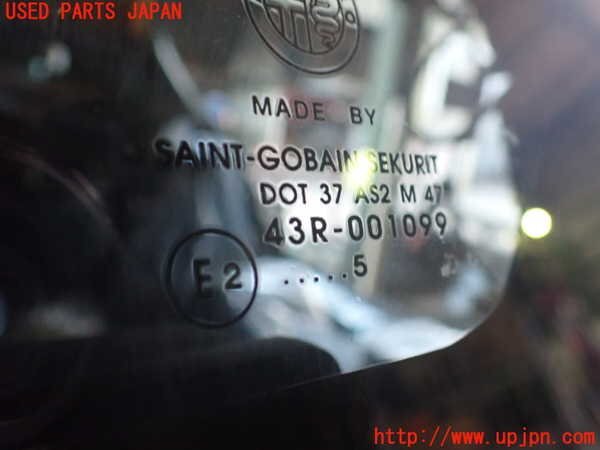 USED PARTS JAPAN
MADE BY
SAINT-GOBAIN SEKURIT
DOT 37 AS2 M 47
43R-001099
E2
.....5
http://www.upjpn.com/